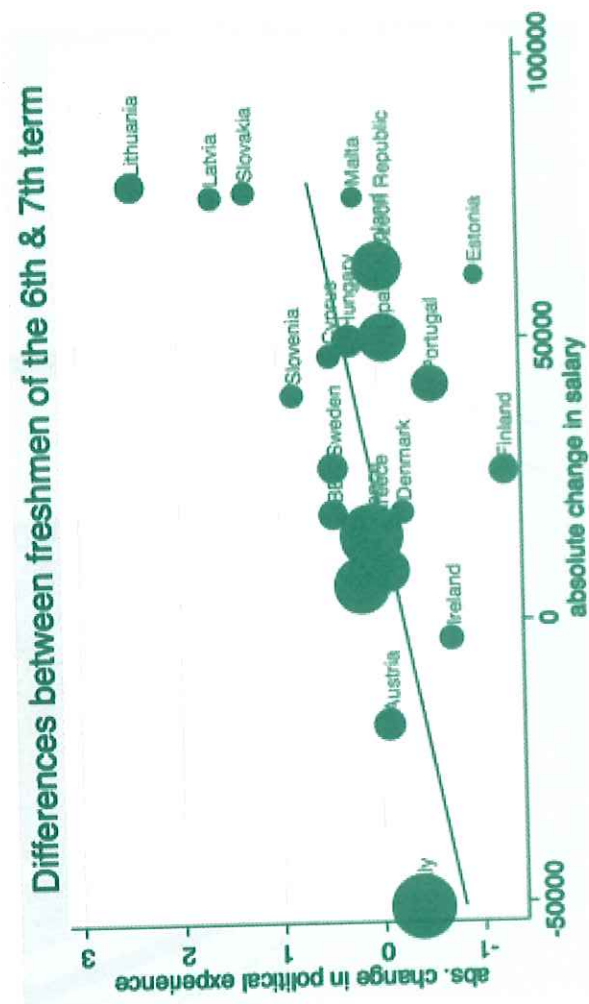 Differences between freshmen of the 6th & 7th term
abs. change in political experience
3
2
1
0
-1
Lithuania
Latvia
Slovakia
Malta
Republic
Estonia
Slovenia
Cyprus
Hungary
Portugal
Sweden
Denmark
Finland
Ireland
Austria
-50000
0
50000
100000
absolute change in salary